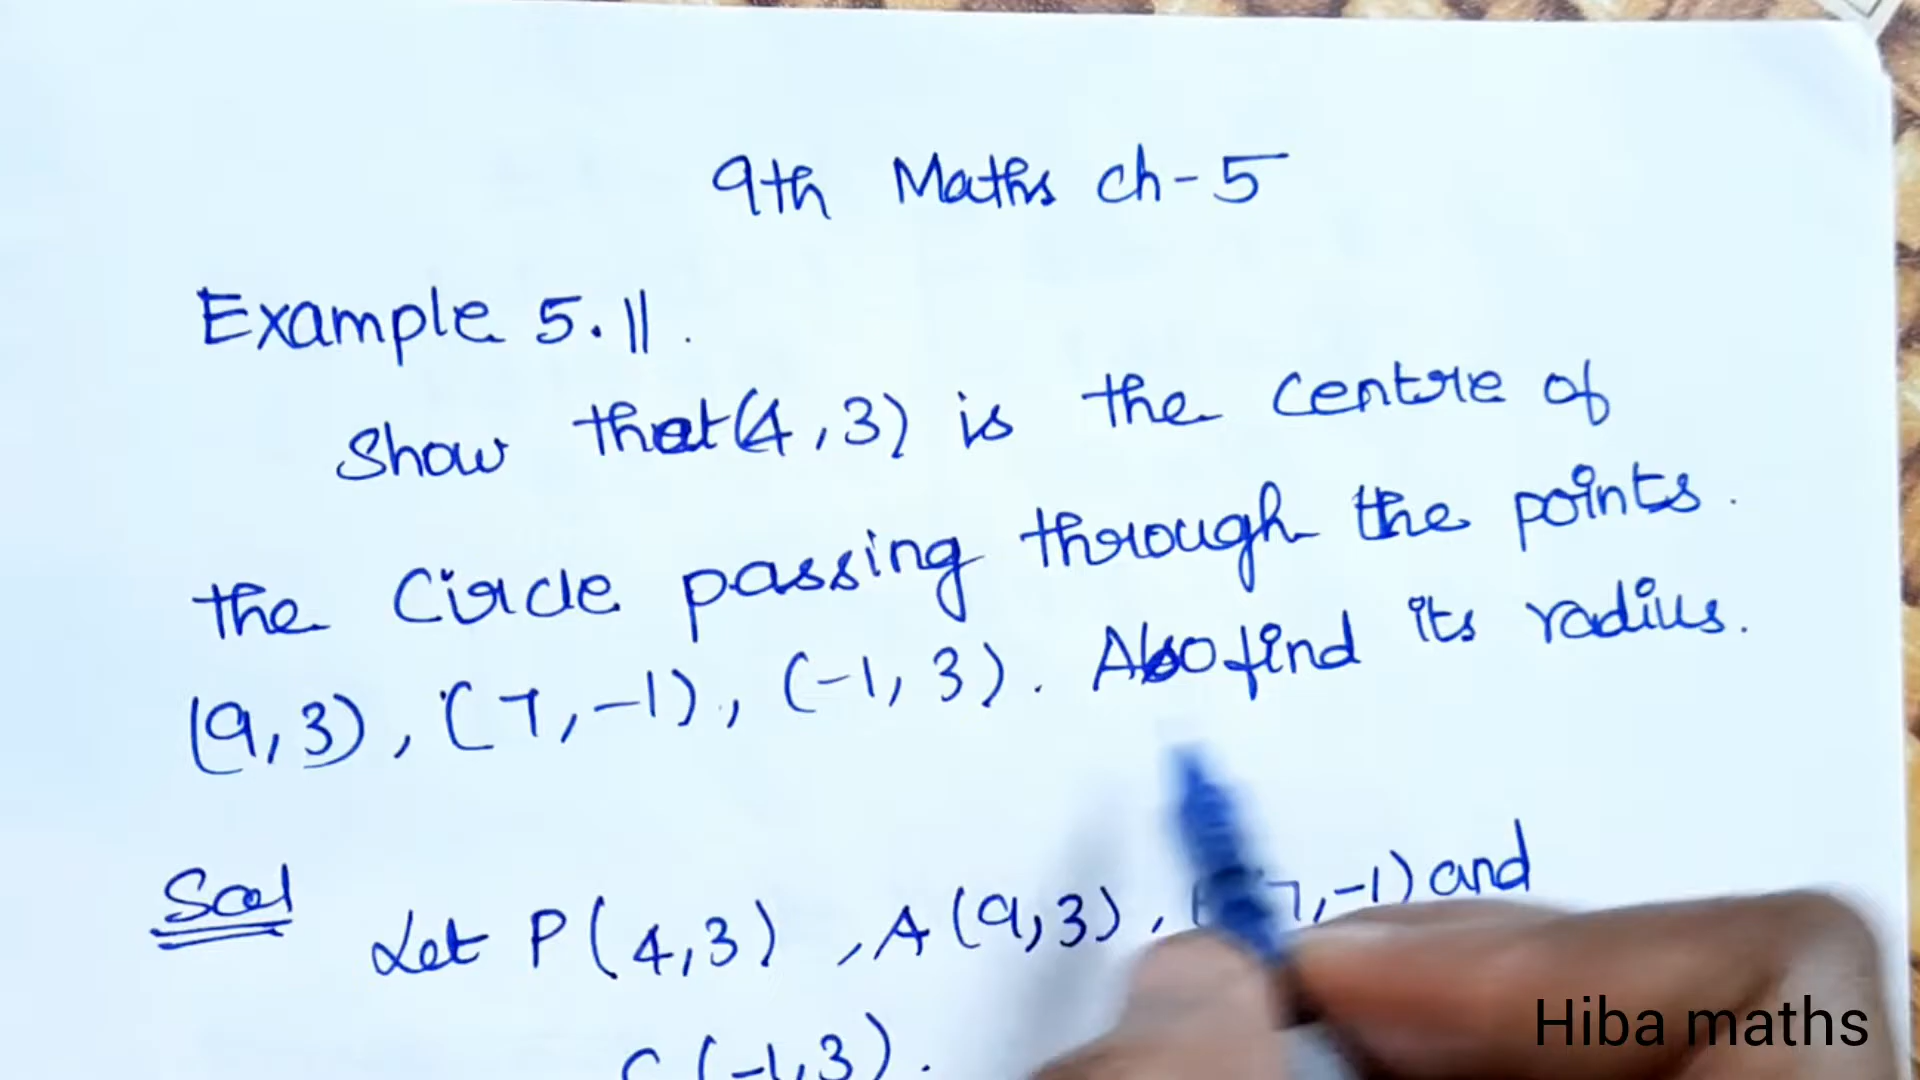 9th Maths ch-5
Example 5.11.
Show that (4,3) is the centre of
the Circle passing through the points.
(9,3), (7,-1), (-1,3). Also find its radius.
Sol
Let P(4,3), A(9,3), 7,-1) and
C(-1,3).
Hiba maths